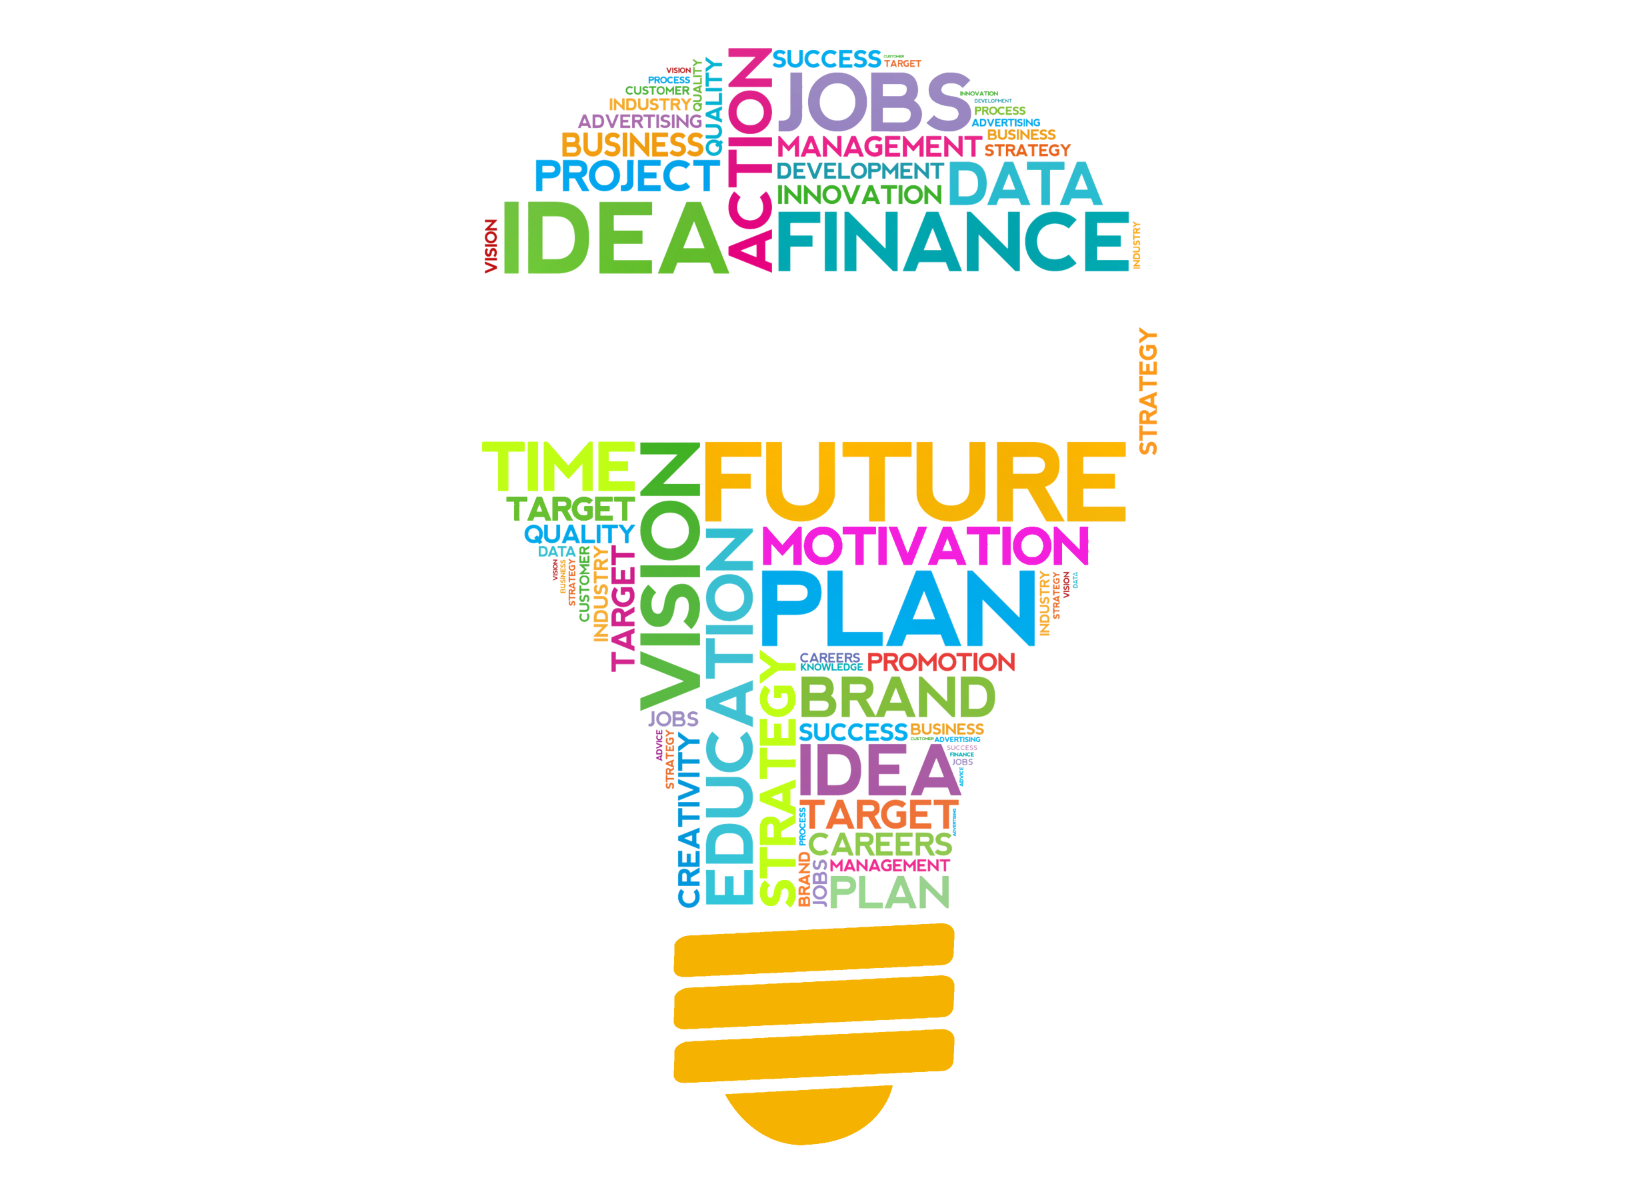 SUCCESS
CUSTOMER
TARGET
VISION
PROCESS
CUSTOMER
INDUSTRY
ADVERTISING
BUSINESS
PROJECT
QUALITY
QUALITY
ACTION
JOBS
INNOVATION
DEVELOPMENT
PROCESS
ADVERTISING
BUSINESS
MANAGEMENT
STRATEGY
DEVELOPMENT
INNOVATION
DATA
VISION
IDEA
FINANCE
INDUSTRY
STRATEGY
TIME
VISION
FUTURE
TARGET
QUALITY
DATA
VISION
BUSINESS
STRATEGY
CUSTOMER
INDUSTRY
TARGET
EDUCATION
MOTIVATION
PLAN
INDUSTRY
STRATEGY
VISION
DATA
STRATEGY
CAREERS
KNOWLEDGE
PROMOTION
BRAND
JOBS
ADVICE
STRATEGY
CREATIVITY
SUCCESS
BUSINESS
CUSTOMER
ADVERTISING
IDEA
SUCCESS
FINANCE
JOBS
ADVICE
TARGET
PROCESS
ADVERTISING
CAREERS
BRAND
JOBS
MANAGEMENT
PLAN